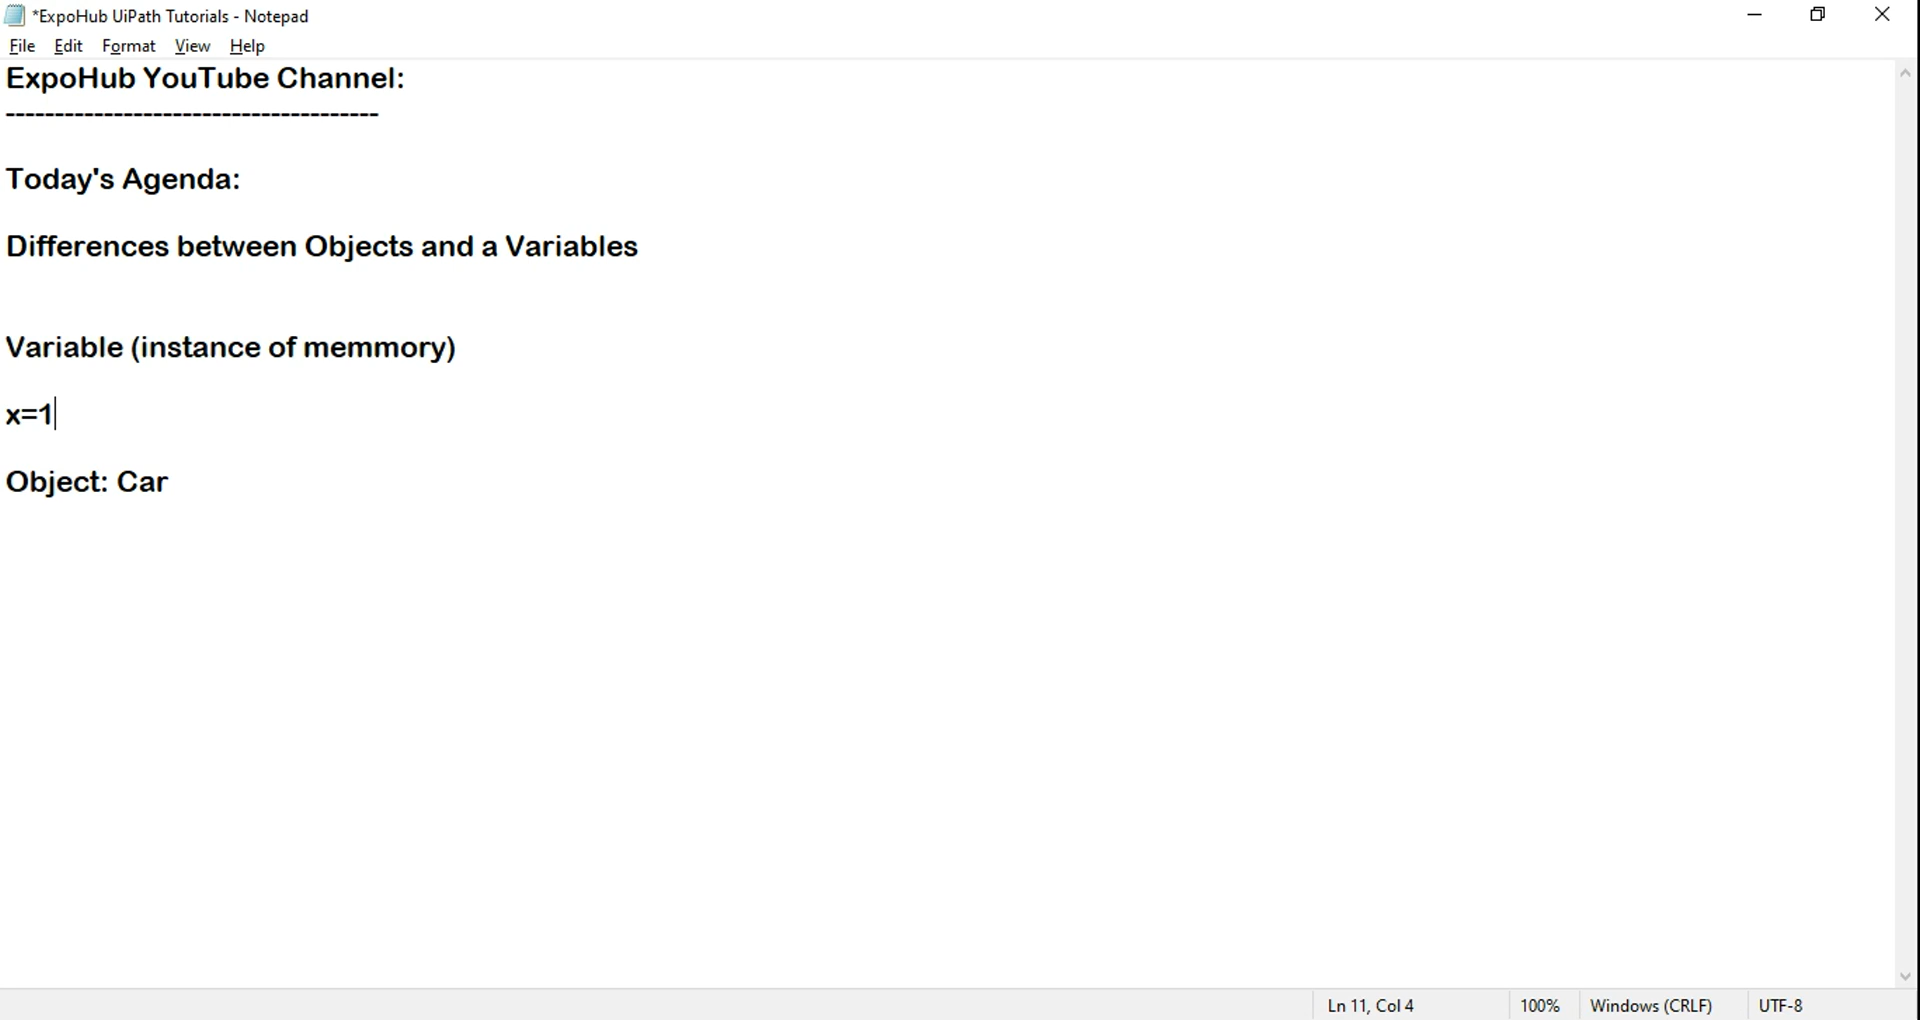 *ExpoHub UiPath Tutorials - Notepad
File Edit Format View Help
ExpoHub YouTube Channel:
--------------------------------------
Today's Agenda:
Differences between Objects and a Variables
Variable (instance of memmory)
x=1
Object: Car
Ln 11, Col 4 100% Windows (CRLF) UTF-8